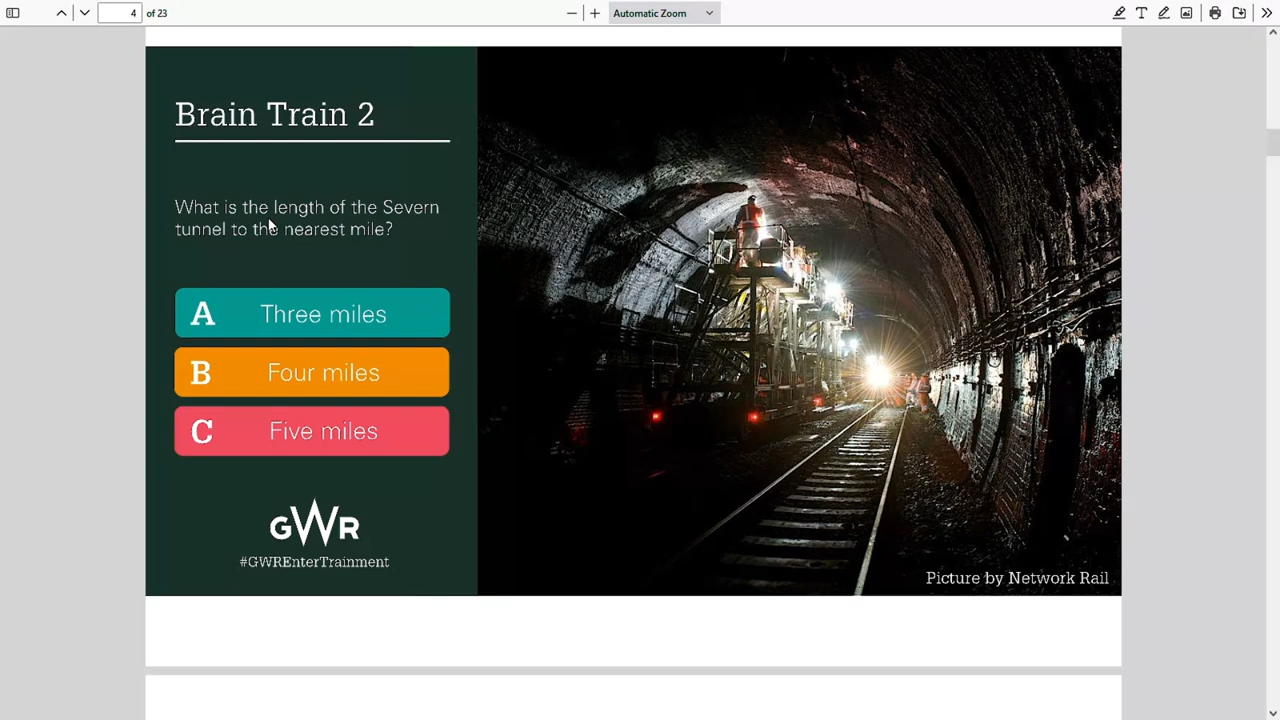 4 of 23 Automatic Zoom
Brain Train 2
What is the length of the Severn
tunnel to the nearest mile?
A Three miles
B Four miles
C Five miles
GWR
#GWREnterTrainment
Picture by Network Rail